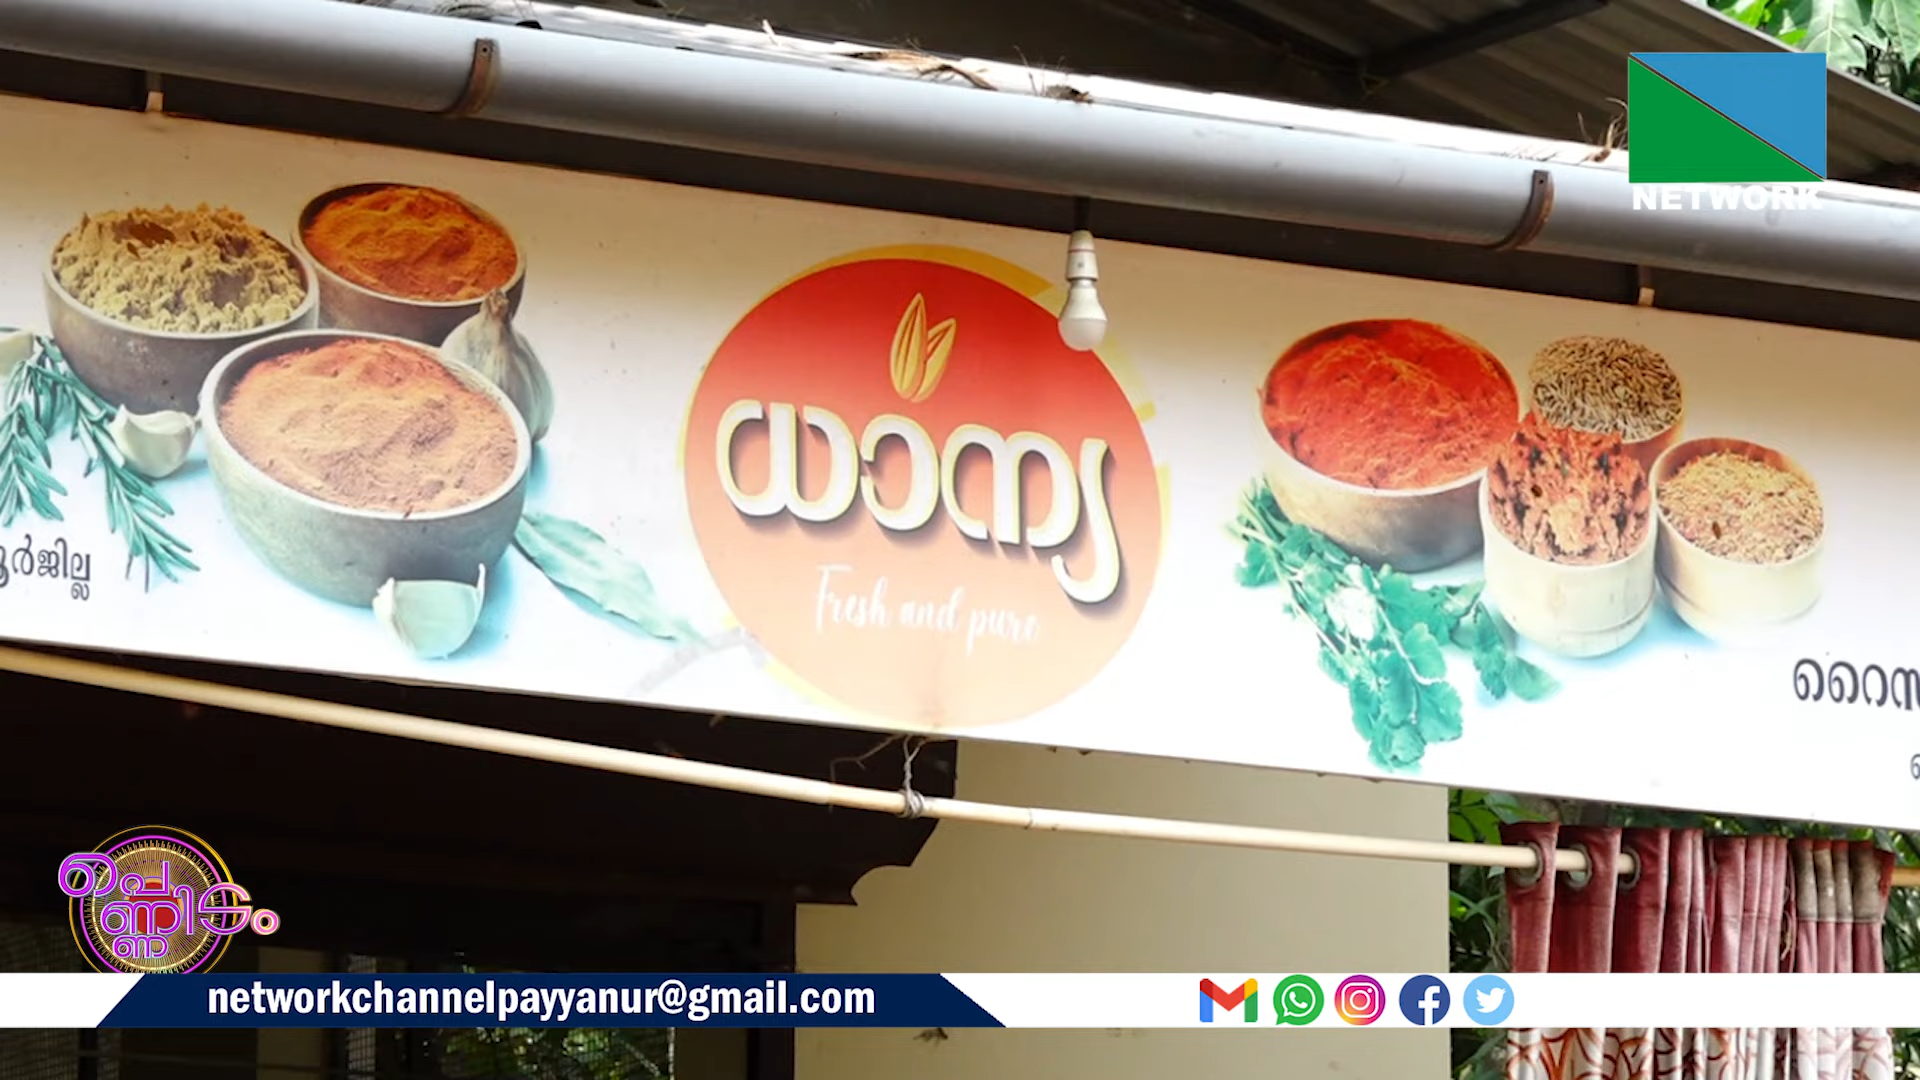 NETWORK
ധാന്യ
Fresh and pure
ർജില്ല
റൈസ
പെണ്ണിടം
networkchannelpayyanur@gmail.com